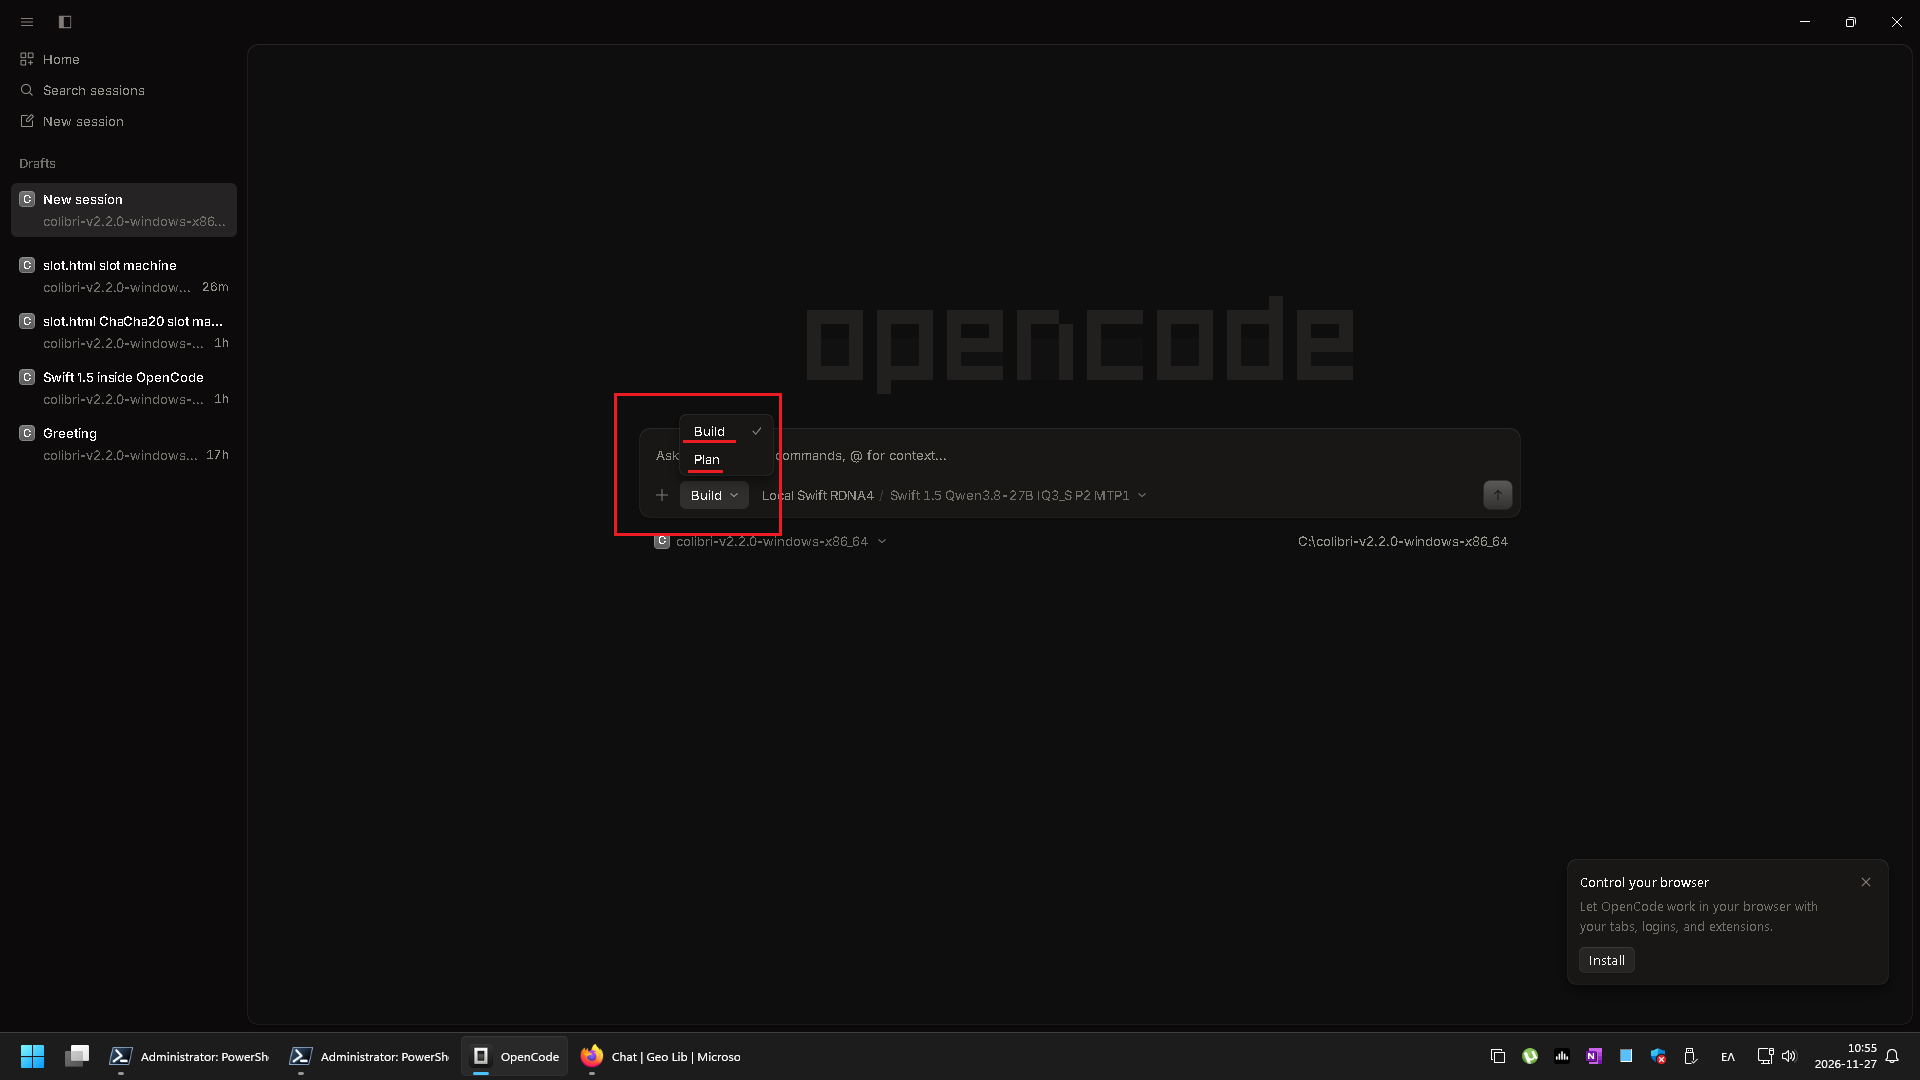 Home
Search sessions
New session
Drafts
C New session
colibri-v2.2.0-windows-x86...
C slot.html slot machine
colibri-v2.2.0-window... 26m
C slot.html ChaCha20 slot ma...
colibri-v2.2.0-windows-... 1h
C Swift 1.5 inside OpenCode
colibri-v2.2.0-windows-... 1h
C Greeting
colibri-v2.2.0-windows... 17h
opencode
Build
Plan
Ask commands, @ for context...
Build Local Swift RDNA4 / Swift 1.5 Qwen3.8-27B IQ3_S P2 MTP1
C colibri-v2.2.0-windows-x86_64 C:\colibri-v2.2.0-windows-x86_64
Control your browser
Let OpenCode work in your browser with
your tabs, logins, and extensions.
Install
Administrator: PowerSh Administrator: PowerSh OpenCode Chat | Geo Lib | Microso
N ΕΛ 10:55
2026-11-27